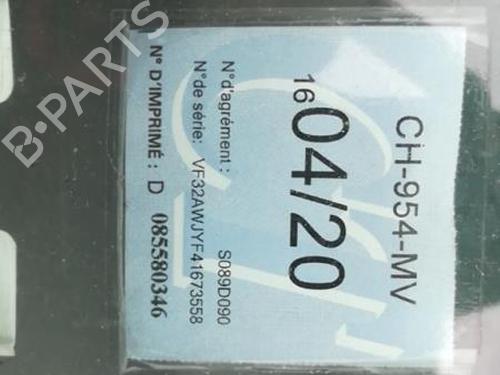 CH-954-MV
16 04/20
N°d'agrément : S089D090
N°de série: VF32AWJYF41673558
N° D'IMPRIMÉ : D 085580346
B-PARTS